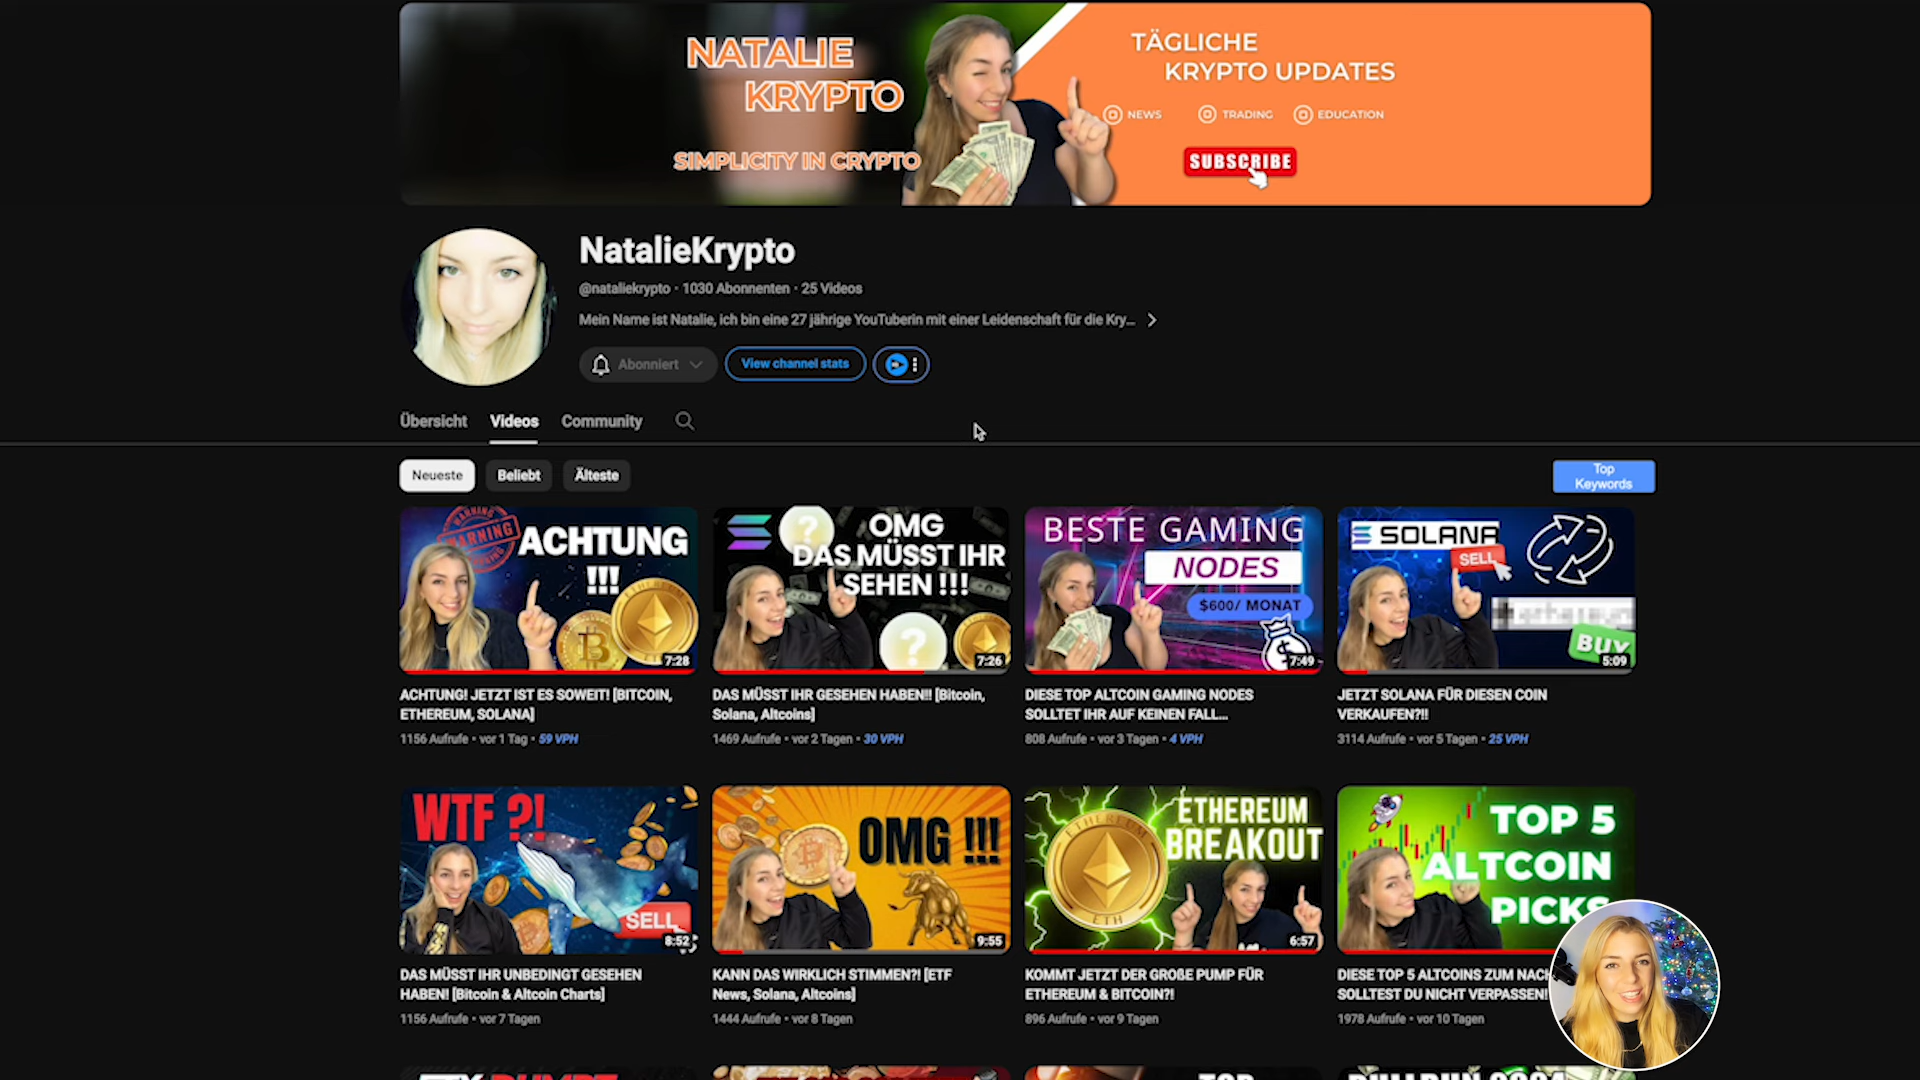 NATALIE
KRYPTO
SIMPLICITY IN CRYPTO
TÄGLICHE
KRYPTO UPDATES
NEWS
TRADING
EDUCATION
SUBSCRIBE
NatalieKrypto
@nataliekrypto · 1030 Abonnenten · 25 Videos
Mein Name ist Natalie, ich bin eine 27 jährige YouTuberin mit einer Leidenschaft für die Kry...
Abonniert
View channel stats
Übersicht
Videos
Community
Neueste
Beliebt
Älteste
Top
Keywords
WARNING
ACHTUNG
!!!
7:28
OMG
DAS MÜSST IHR
SEHEN !!!
7:26
BESTE GAMING
NODES
$600/ MONAT
7:49
SOLANA
SELL
BUY
5:09
ACHTUNG! JETZT IST ES SOWEIT! [BITCOIN,
ETHEREUM, SOLANA]
1156 Aufrufe • vor 1 Tag • 59 VPH
DAS MÜSST IHR GESEHEN HABEN!! [Bitcoin,
Solana, Altcoins]
1469 Aufrufe • vor 2 Tagen • 30 VPH
DIESE TOP ALTCOIN GAMING NODES
SOLLTET IHR AUF KEINEN FALL...
808 Aufrufe • vor 3 Tagen • 4 VPH
JETZT SOLANA FÜR DIESEN COIN
VERKAUFEN?!!
3114 Aufrufe • vor 5 Tagen • 25 VPH
WTF ?!
SELL
8:52
OMG !!!
9:55
ETHEREUM
BREAKOUT
ETHEREUM
ETH
6:57
TOP 5
ALTCOIN
PICKS
DAS MÜSST IHR UNBEDINGT GESEHEN
HABEN! [Bitcoin & Altcoin Charts]
1156 Aufrufe • vor 7 Tagen
KANN DAS WIRKLICH STIMMEN?! [ETF
News, Solana, Altcoins]
1444 Aufrufe • vor 8 Tagen
KOMMT JETZT DER GROßE PUMP FÜR
ETHEREUM & BITCOIN?!
896 Aufrufe • vor 9 Tagen
DIESE TOP 5 ALTCOINS ZUM
SOLLTEST DU NICHT VERPASSEN!
1978 Aufrufe • vor 10 Tagen
TOP